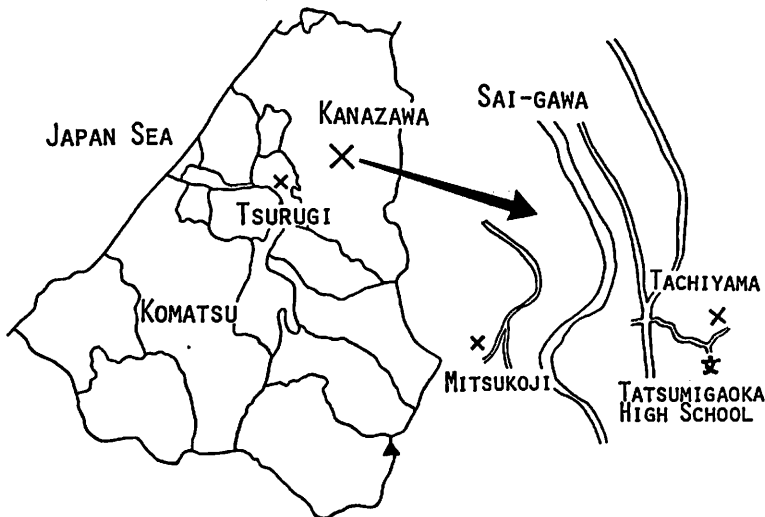 KANAZAWA
SAI-GAWA
JAPAN SEA
TSURUGI
TACHIYAMA
KOMATSU
MITSUKOJI
TATSUMIGAOKA
HIGH SCHOOL